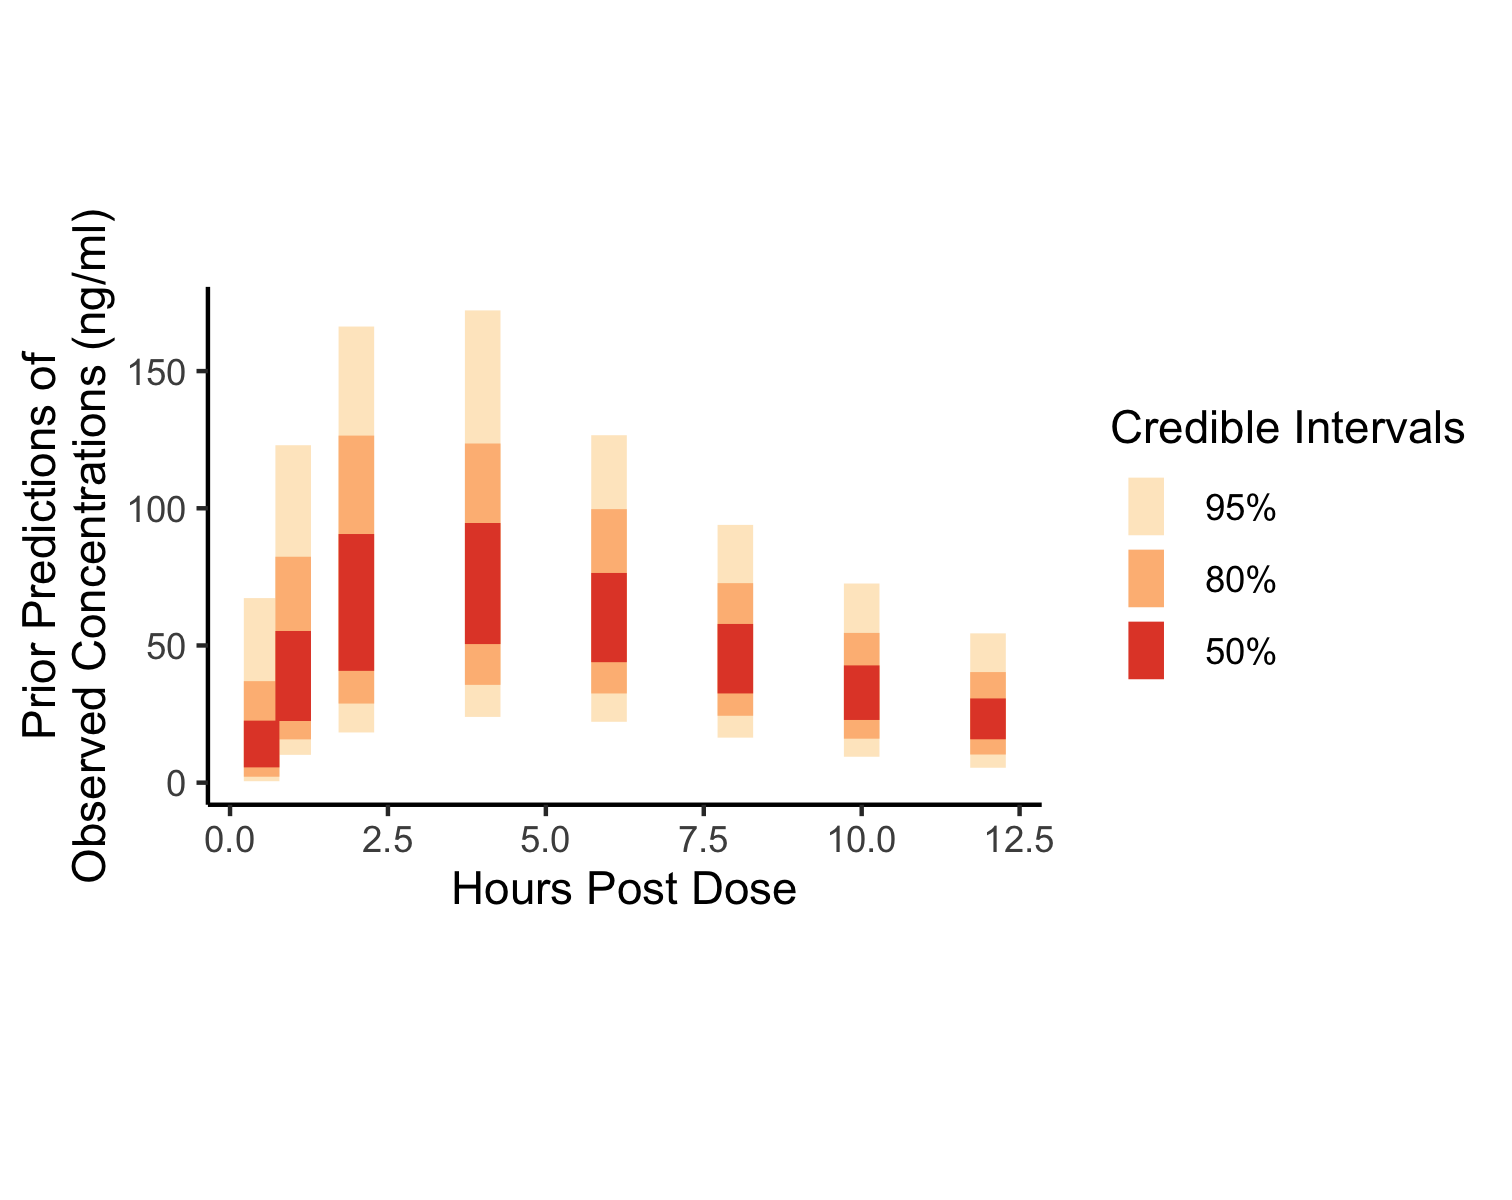 Prior Predictions of
Observed Concentrations (ng/ml)
150
100
50
0
0.0 2.5 5.0 7.5 10.0 12.5
Hours Post Dose
Credible Intervals
95%
80%
50%